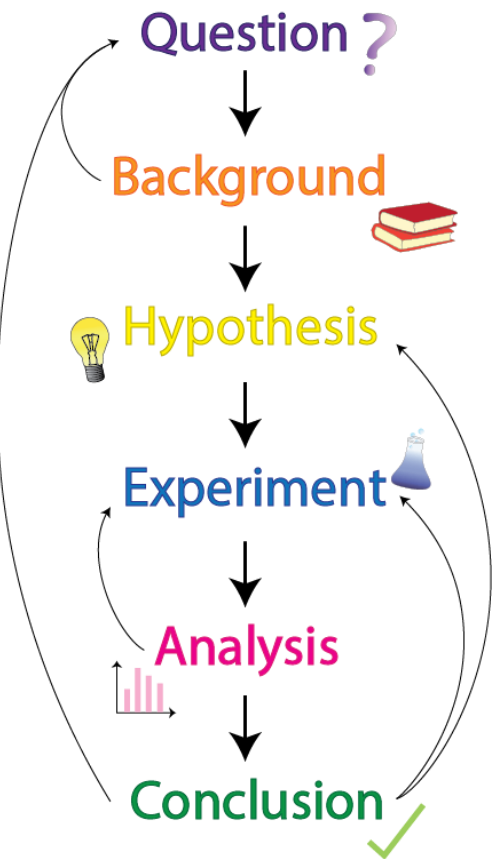 Question ?
Background
Hypothesis
Experiment
Analysis
Conclusion